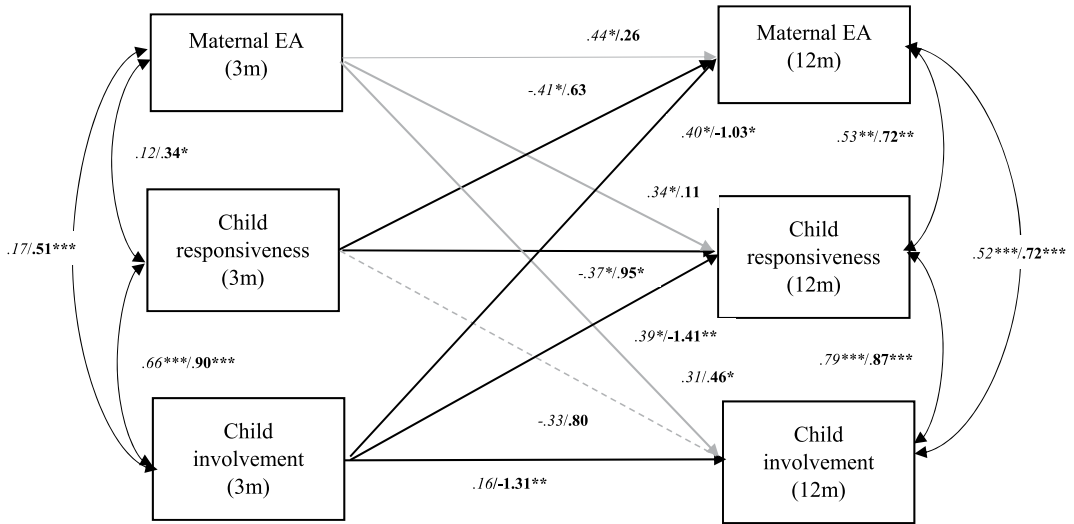 Maternal EA
(3m)
Maternal EA
(12m)
.44*/.26
-.41*/.63
.40*/-1.03*
.53**/.72**
.12/.34*
.34*/.11
Child
responsiveness
(3m)
Child
responsiveness
(12m)
.17/.51***
.52***/.72***
-.37*/.95*
.39*/-1.41**
.66***/.90***
.79***/.87***
.31/.46*
-.33/.80
Child
involvement
(3m)
Child
involvement
(12m)
.16/-1.31**